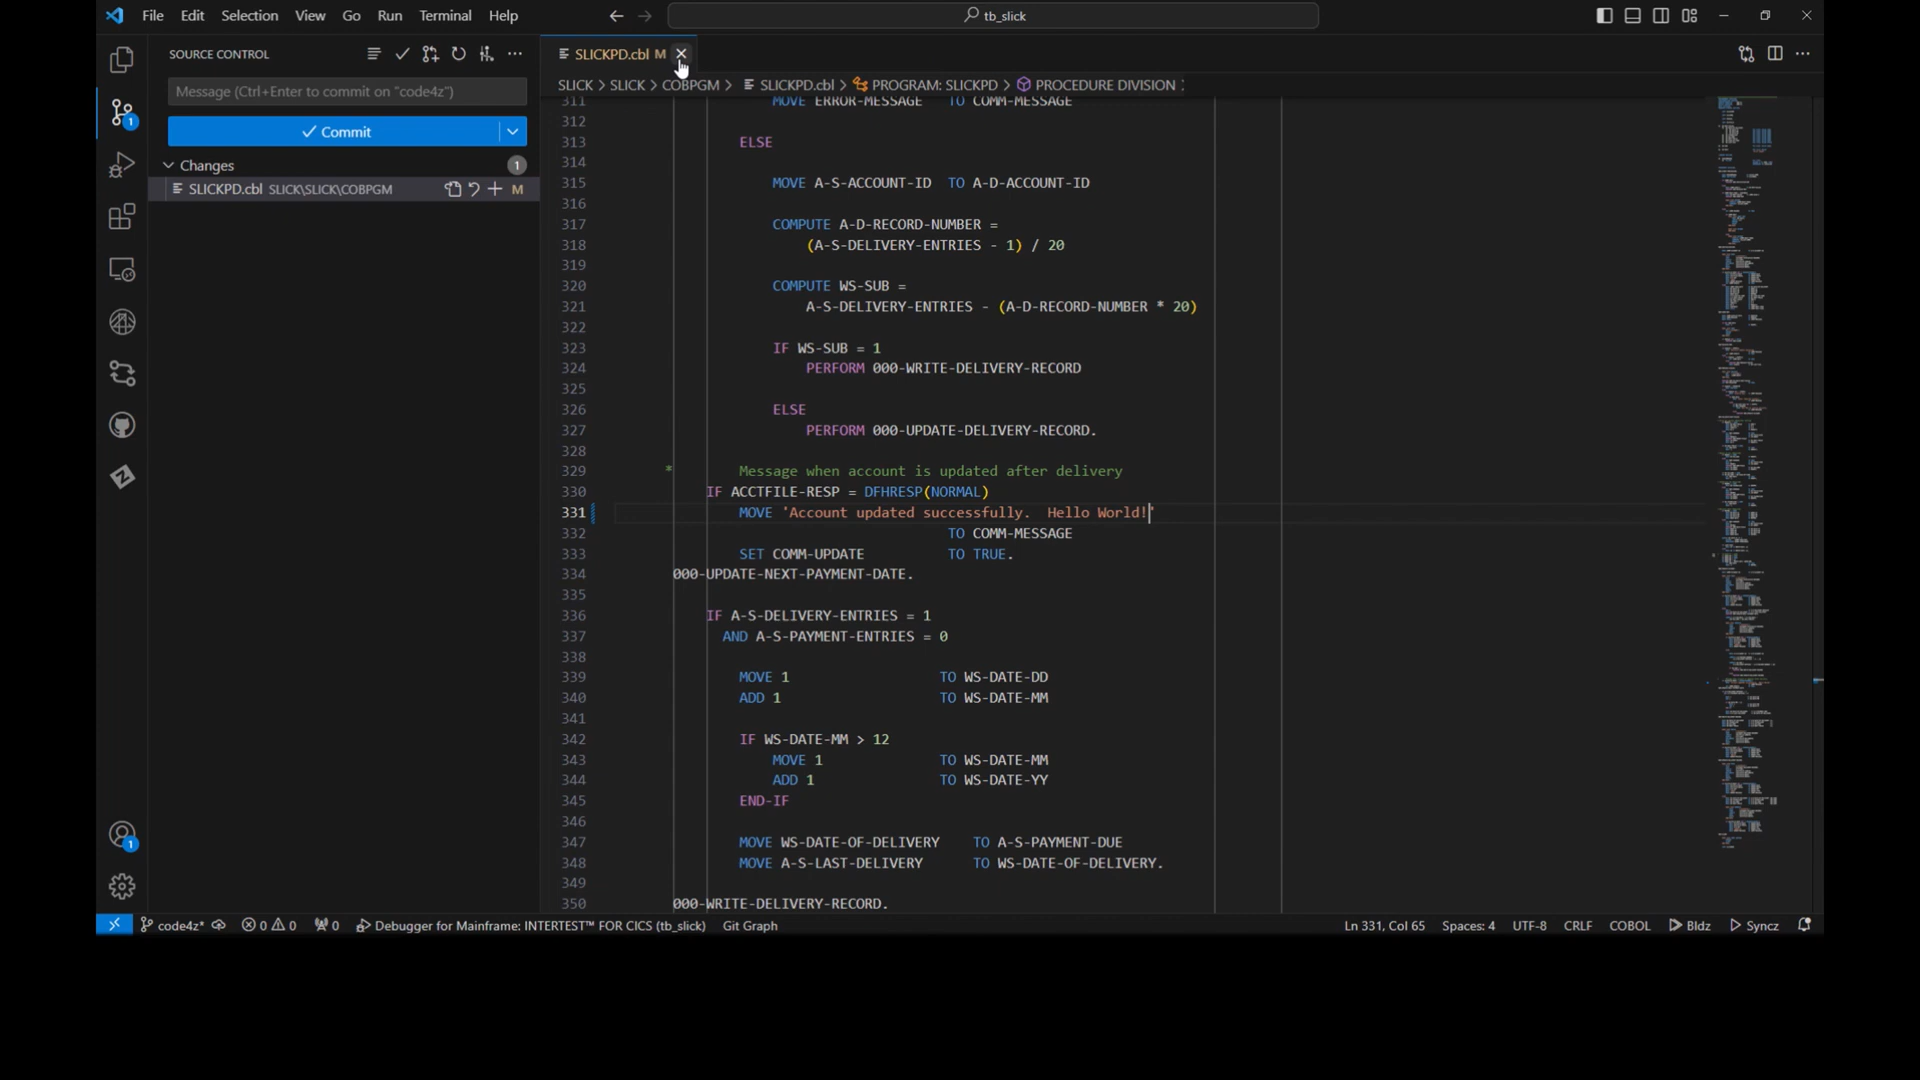 File Edit Selection View Go Run Terminal Help
tb_slick
SOURCE CONTROL
Message (Ctrl+Enter to commit on "code4z")
Commit
Changes 1
SLICKPD.cbl SLICK\SLICK\COBPGM M
1
1
SLICKPD.cbl M
SLICK > SLICK > COBPGM > SLICKPD.cbl > PROGRAM: SLICKPD > PROCEDURE DIVISION
311 MOVE ERROR-MESSAGE TO COMM-MESSAGE
312
313 ELSE
314
315 MOVE A-S-ACCOUNT-ID TO A-D-ACCOUNT-ID
316
317 COMPUTE A-D-RECORD-NUMBER =
318 (A-S-DELIVERY-ENTRIES - 1) / 20
319
320 COMPUTE WS-SUB =
321 A-S-DELIVERY-ENTRIES - (A-D-RECORD-NUMBER * 20)
322
323 IF WS-SUB = 1
324 PERFORM 000-WRITE-DELIVERY-RECORD
325
326 ELSE
327 PERFORM 000-UPDATE-DELIVERY-RECORD.
328
329 * Message when account is updated after delivery
330 IF ACCTFILE-RESP = DFHRESP(NORMAL)
331 MOVE 'Account updated successfully.  Hello World!'
332 TO COMM-MESSAGE
333 SET COMM-UPDATE TO TRUE.
334 000-UPDATE-NEXT-PAYMENT-DATE.
335
336 IF A-S-DELIVERY-ENTRIES = 1
337 AND A-S-PAYMENT-ENTRIES = 0
338
339 MOVE 1 TO WS-DATE-DD
340 ADD 1 TO WS-DATE-MM
341
342 IF WS-DATE-MM > 12
343 MOVE 1 TO WS-DATE-MM
344 ADD 1 TO WS-DATE-YY
345 END-IF
346
347 MOVE WS-DATE-OF-DELIVERY TO A-S-PAYMENT-DUE
348 MOVE A-S-LAST-DELIVERY TO WS-DATE-OF-DELIVERY.
349
350 000-WRITE-DELIVERY-RECORD.
code4z* 0 0 0 Debugger for Mainframe: INTERTEST™ FOR CICS (tb_slick) Git Graph Ln 331, Col 65 Spaces: 4 UTF-8 CRLF COBOL Bldz Syncz